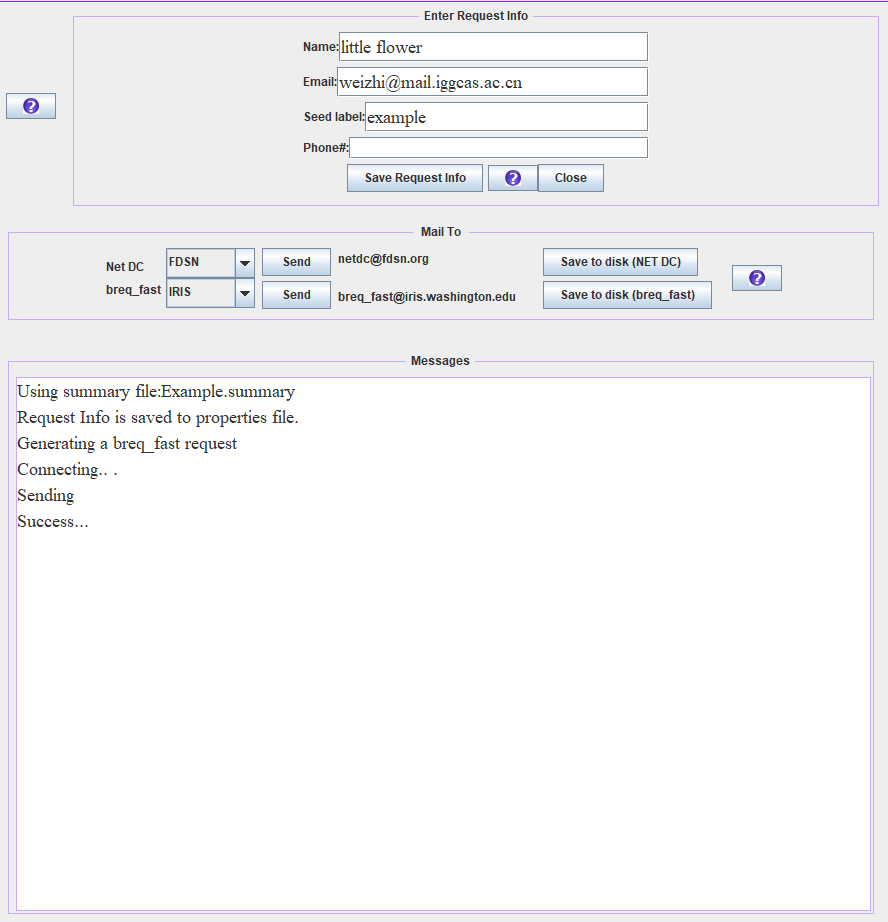 Enter Request Info
Name: little flower
Email: weizhi@mail.iggcas.ac.cn
?
Seed label: example
Phone#:
Save Request Info ? Close
Mail To
Net DC FDSN Send netdc@fdsn.org Save to disk (NET DC)
?
breq_fast IRIS Send breq_fast@iris.washington.edu Save to disk (breq_fast)
Messages
Using summary file:Example.summary
Request Info is saved to properties file.
Generating a breq_fast request
Connecting.. .
Sending
Success...